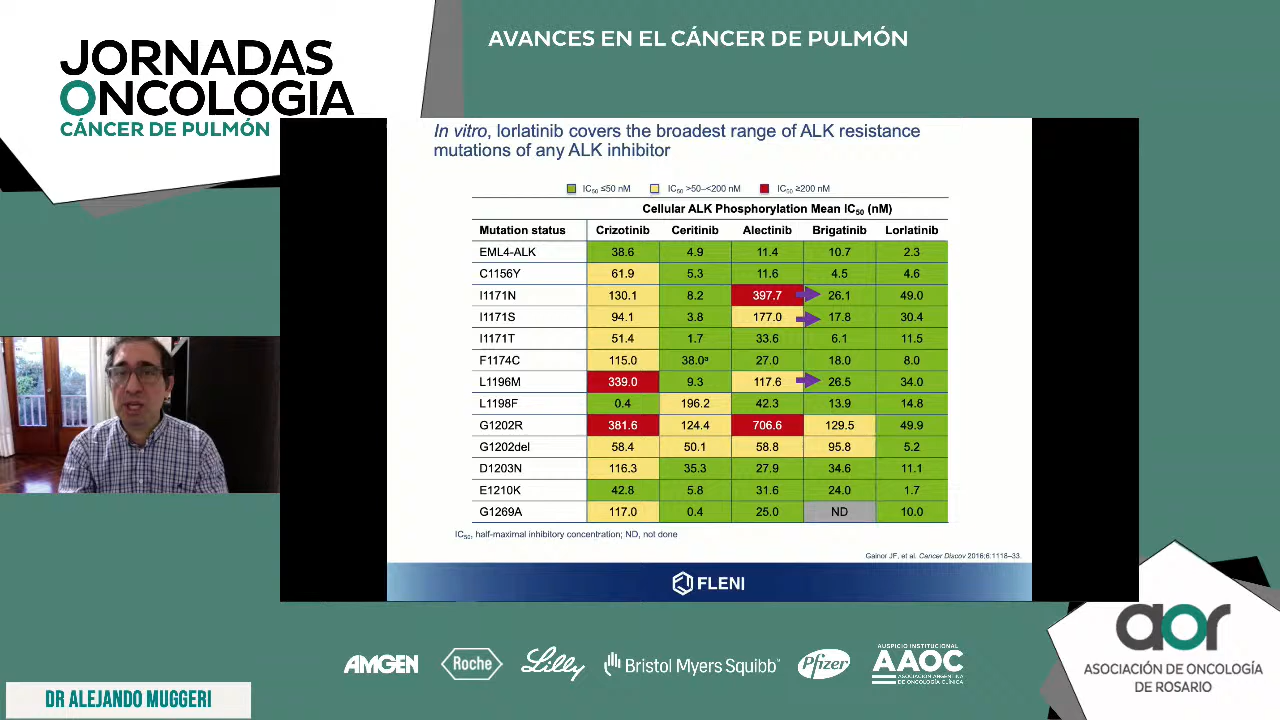 JORNADAS
ONCOLOGIA
CÁNCER DE PULMÓN
AVANCES EN EL CÁNCER DE PULMÓN
In vitro, lorlatinib covers the broadest range of ALK resistance
mutations of any ALK inhibitor
IC50 ≤50 nM IC50 >50–<200 nM IC50 ≥200 nM
Cellular ALK Phosphorylation Mean IC50 (nM)
Mutation status Crizotinib Ceritinib Alectinib Brigatinib Lorlatinib
EML4-ALK 38.6 4.9 11.4 10.7 2.3
C1156Y 61.9 5.3 11.6 4.5 4.6
I1171N 130.1 8.2 397.7 26.1 49.0
I1171S 94.1 3.8 177.0 17.8 30.4
I1171T 51.4 1.7 33.6 6.1 11.5
F1174C 115.0 38.0ᵃ 27.0 18.0 8.0
L1196M 339.0 9.3 117.6 26.5 34.0
L1198F 0.4 196.2 42.3 13.9 14.8
G1202R 381.6 124.4 706.6 129.5 49.9
G1202del 58.4 50.1 58.8 95.8 5.2
D1203N 116.3 35.3 27.9 34.6 11.1
E1210K 42.8 5.8 31.6 24.0 1.7
G1269A 117.0 0.4 25.0 ND 10.0
IC50, half-maximal inhibitory concentration; ND, not done
Gainor JF, et al. Cancer Discov 2016;6:1118–33.
FLENI
AMGEN
Roche
Lilly
Bristol Myers Squibb™
Pfizer
AUSPICIO INSTITUCIONAL
AAOC
ASOCIACIÓN ARGENTINA
DE ONCOLOGÍA CLÍNICA
aor
ASOCIACIÓN DE ONCOLOGÍA
DE ROSARIO
DR ALEJANDO MUGGERI